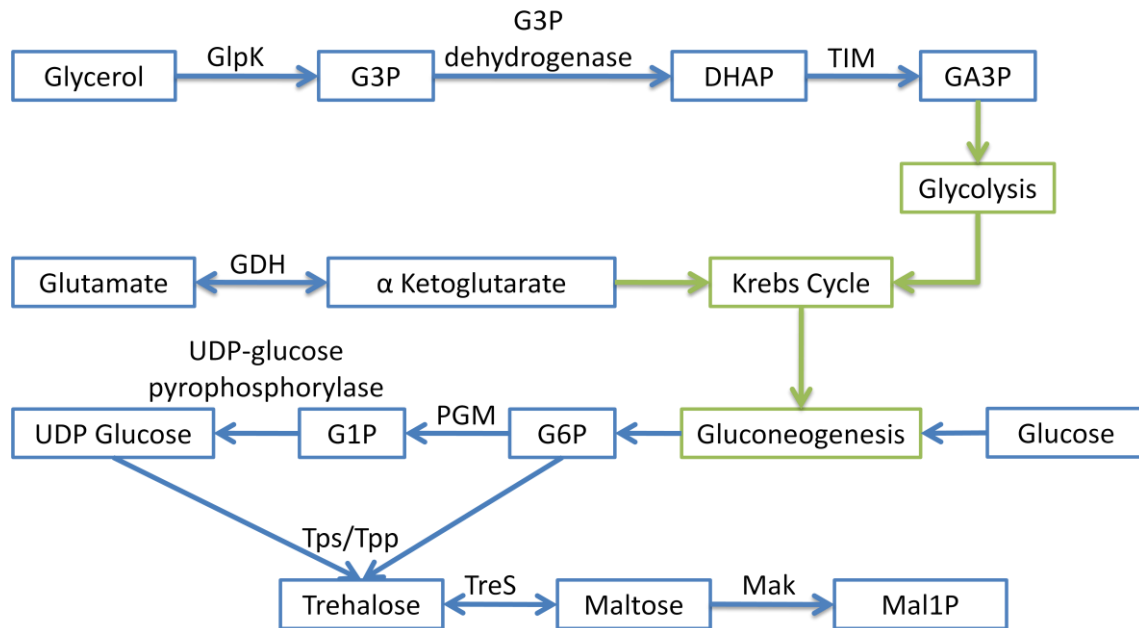 G3P
GlpK dehydrogenase TIM
Glycerol G3P DHAP GA3P
Glycolysis
GDH
Glutamate α Ketoglutarate Krebs Cycle
UDP-glucose
pyrophosphorylase
PGM
UDP Glucose G1P G6P Gluconeogenesis Glucose
Tps/Tpp
TreS Mak
Trehalose Maltose Mal1P